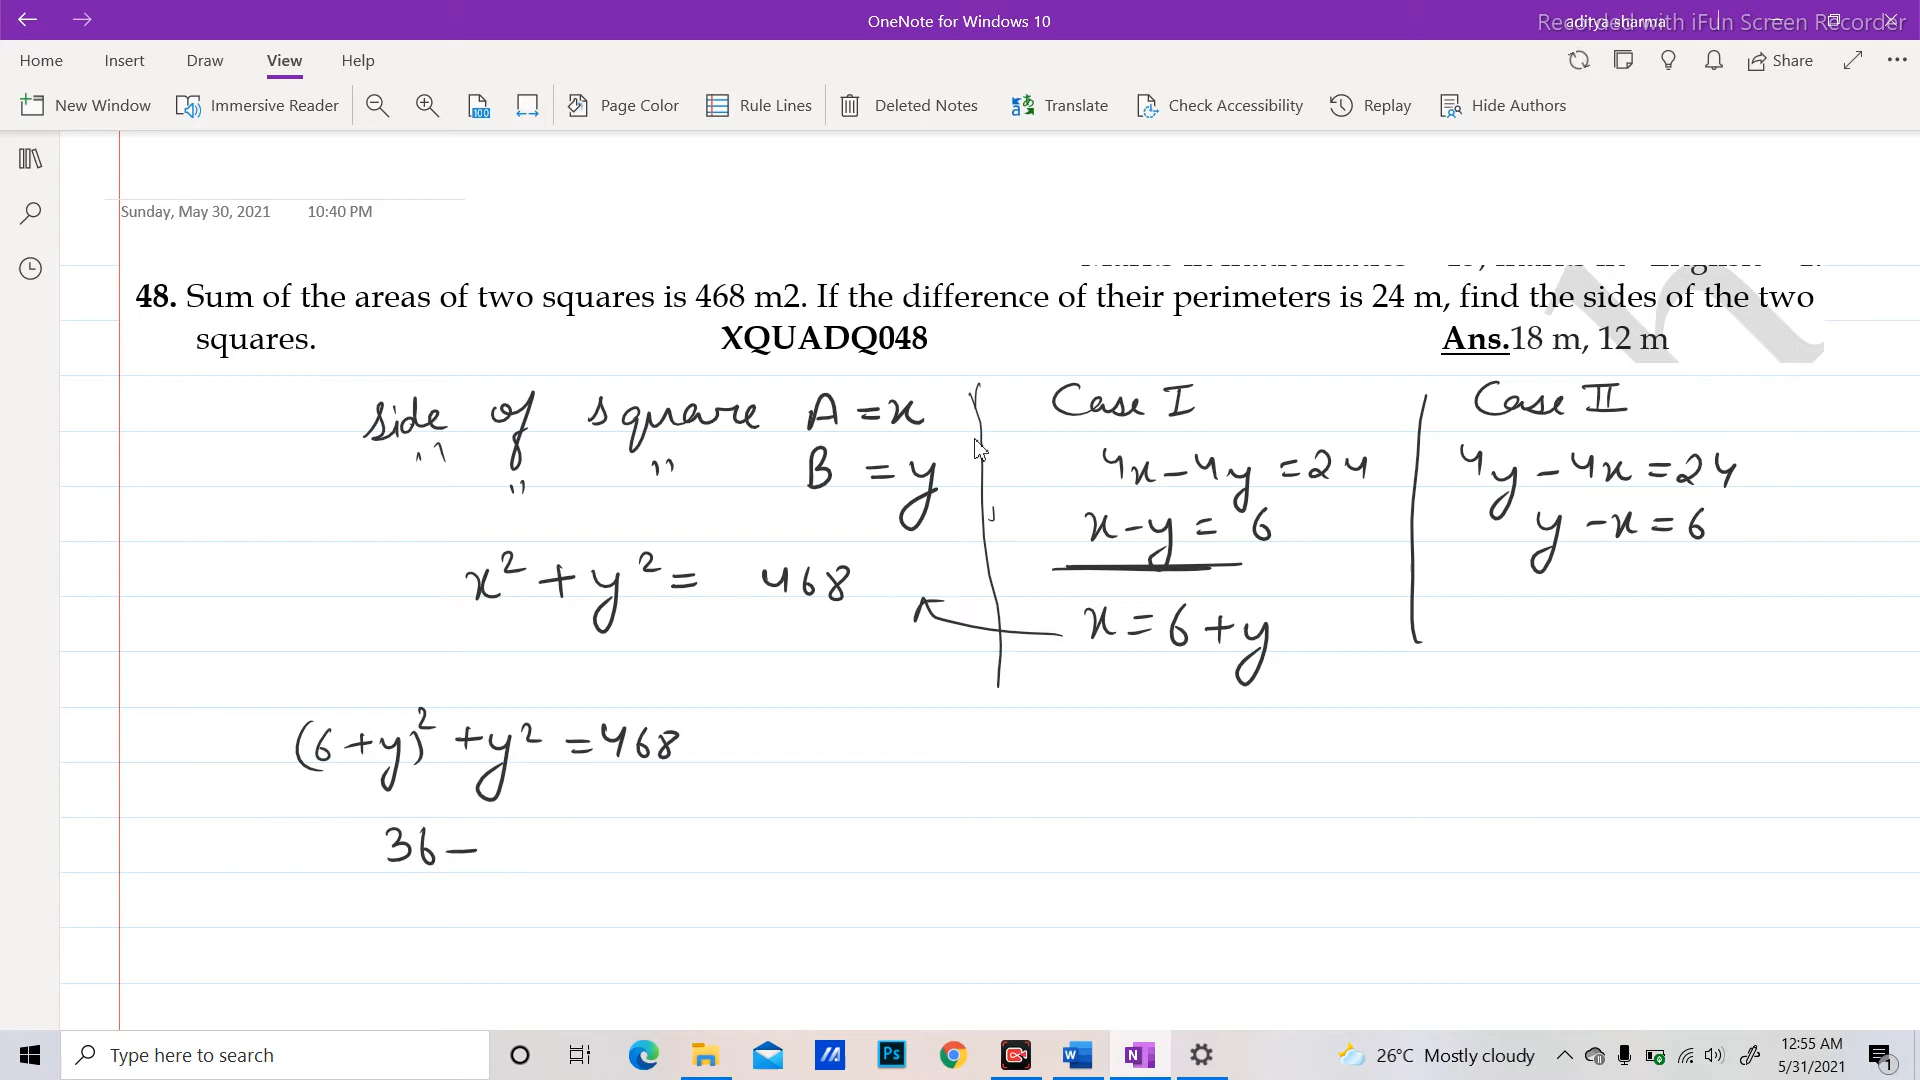 OneNote for Windows 10
aditya sharma
Recorded with iFun Screen Recorder
Home Insert Draw View Help
Share
New Window Immersive Reader Page Color Rule Lines Deleted Notes Translate Check Accessibility Replay Hide Authors
Sunday, May 30, 2021 10:40 PM
48. Sum of the areas of two squares is 468 m2. If the difference of their perimeters is 24 m, find the sides of the two
squares. XQUADQ048 Ans.18 m, 12 m
side of square A = x
" " " B = y
x² + y² = 468
Case I
4x - 4y = 24
x - y = 6
x = 6 + y
Case II
4y - 4x = 24
y - x = 6
(6 + y)² + y² = 468
36 -
Type here to search
26°C Mostly cloudy
12:55 AM
5/31/2021
1